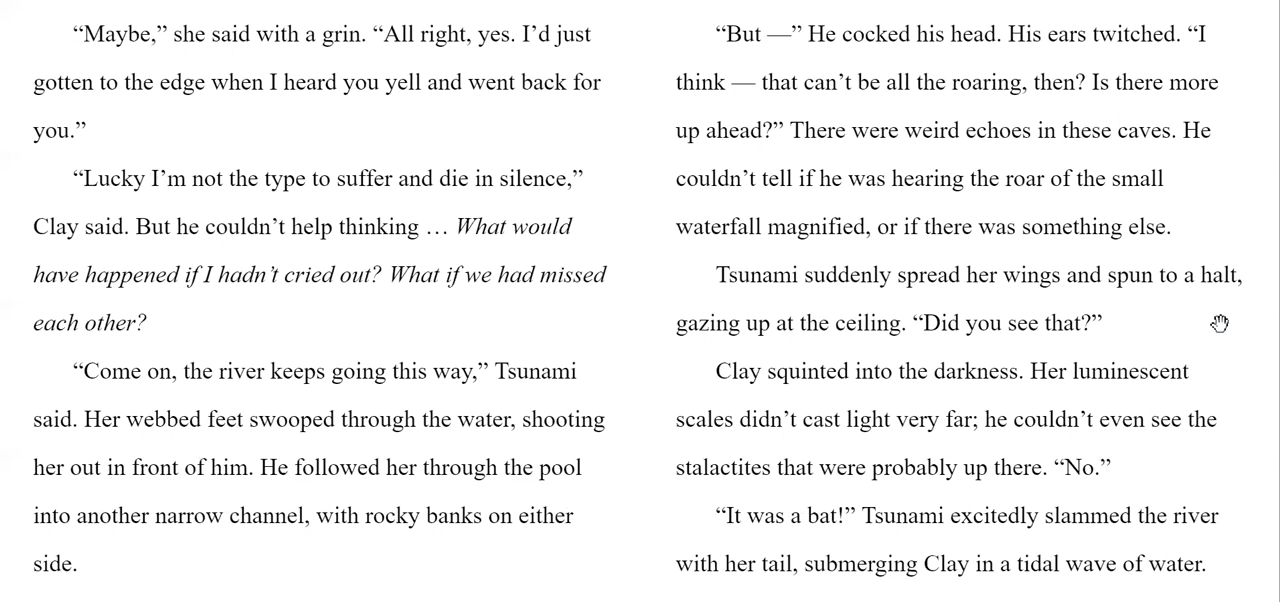 “Maybe,” she said with a grin. “All right, yes. I’d just
gotten to the edge when I heard you yell and went back for
you.”
“Lucky I’m not the type to suffer and die in silence,”
Clay said. But he couldn’t help thinking … What would
have happened if I hadn’t cried out? What if we had missed
each other?
“Come on, the river keeps going this way,” Tsunami
said. Her webbed feet swooped through the water, shooting
her out in front of him. He followed her through the pool
into another narrow channel, with rocky banks on either
side.
“But —” He cocked his head. His ears twitched. “I
think — that can’t be all the roaring, then? Is there more
up ahead?” There were weird echoes in these caves. He
couldn’t tell if he was hearing the roar of the small
waterfall magnified, or if there was something else.
Tsunami suddenly spread her wings and spun to a halt,
gazing up at the ceiling. “Did you see that?”
Clay squinted into the darkness. Her luminescent
scales didn’t cast light very far; he couldn’t even see the
stalactites that were probably up there. “No.”
“It was a bat!” Tsunami excitedly slammed the river
with her tail, submerging Clay in a tidal wave of water.